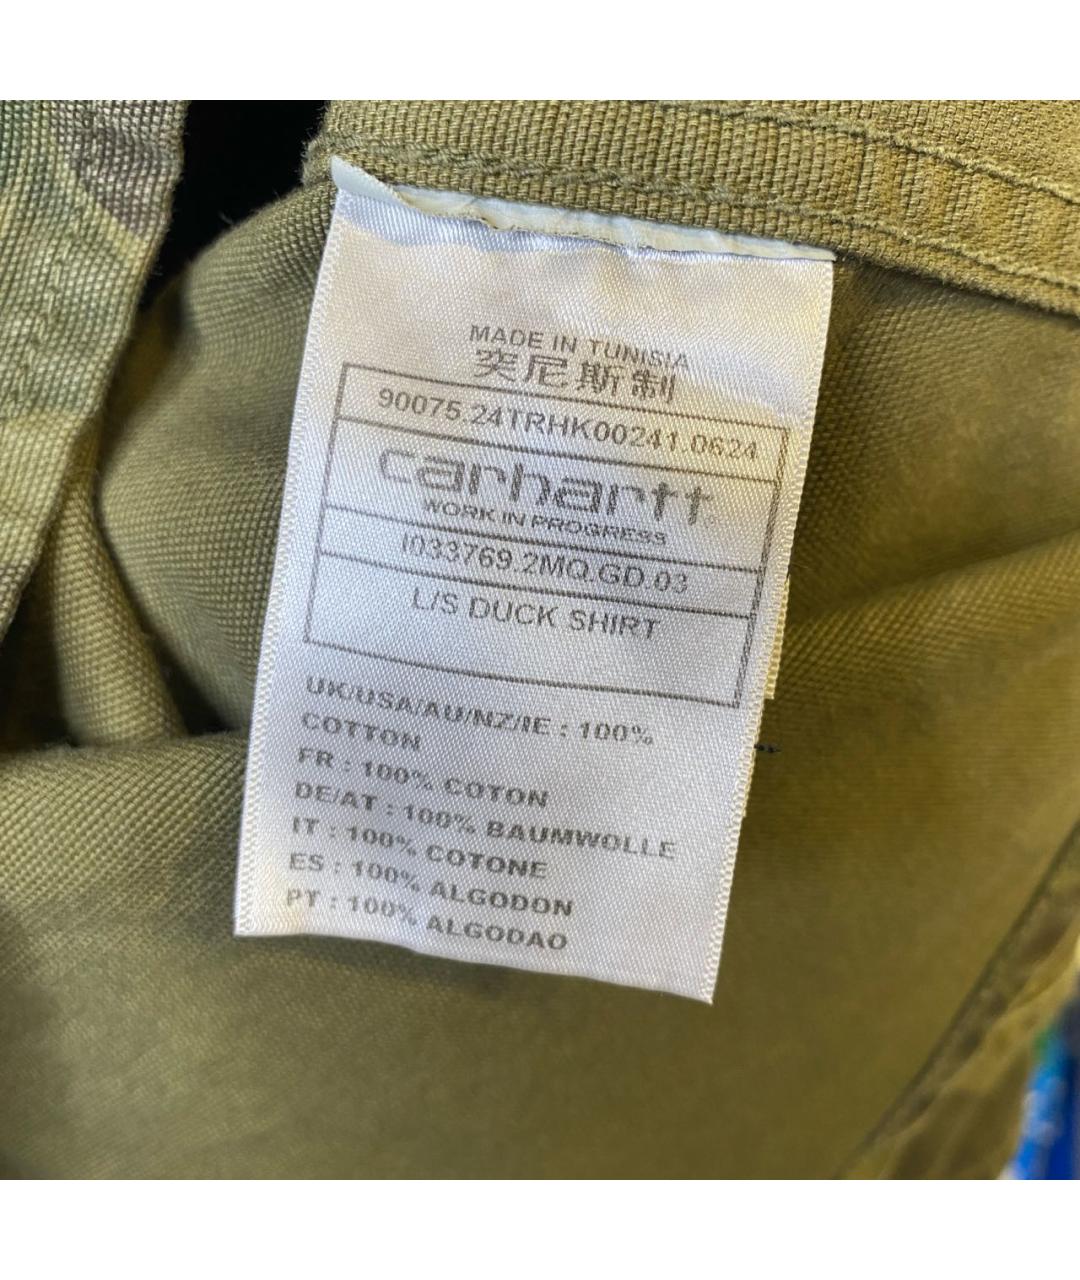 MADE IN TUNISIA
突尼斯制
90075.24TRHK00241.0624
carhartt
WORK IN PROGRESS
I033769.2MQ.GD.03
L/S DUCK SHIRT
UK/USA/AU/NZ/IE : 100%
COTTON
FR : 100% COTON
DE/AT : 100% BAUMWOLLE
IT : 100% COTONE
ES : 100% ALGODON
PT : 100% ALGODAO